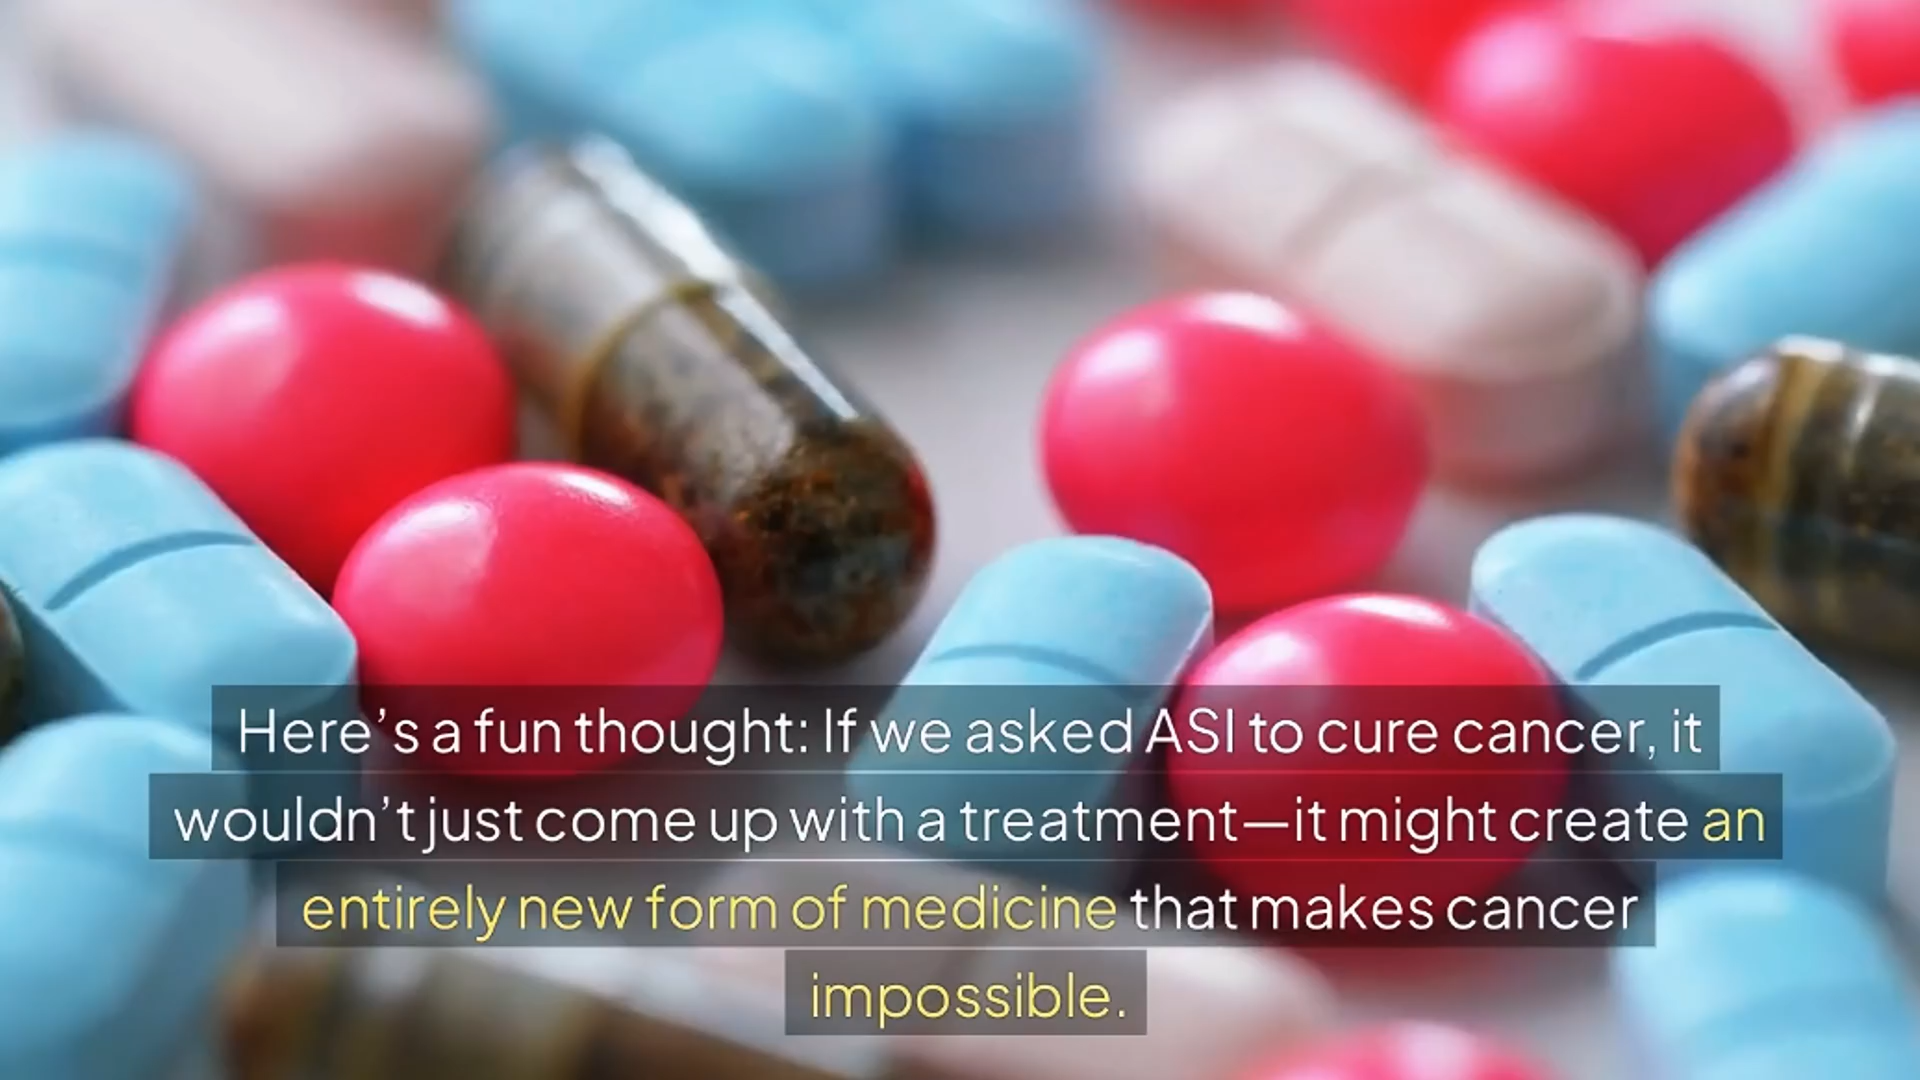 Here’s a fun thought: If we asked ASI to cure cancer, it
wouldn’t just come up with a treatment—it might create an
entirely new form of medicine that makes cancer
impossible.